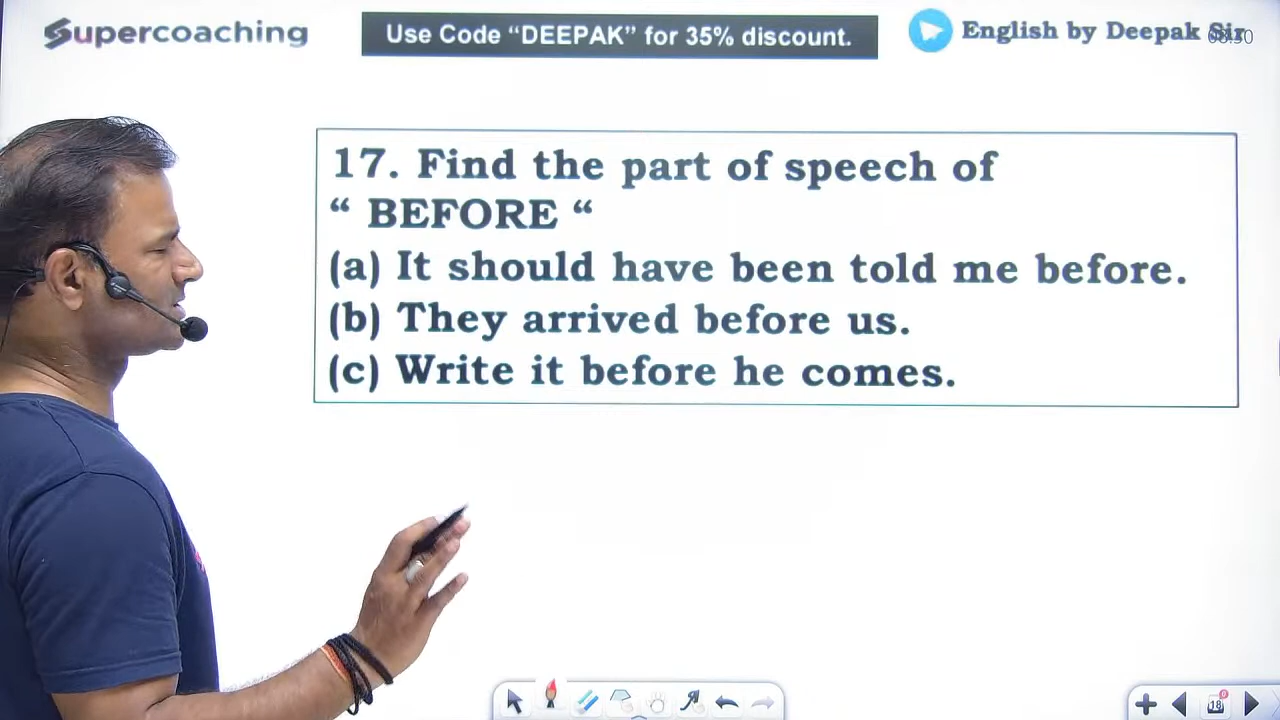 Supercoaching
Use Code “DEEPAK” for 35% discount.
English by Deepak Sir
17. Find the part of speech of
“ BEFORE “
(a) It should have been told me before.
(b) They arrived before us.
(c) Write it before he comes.
18